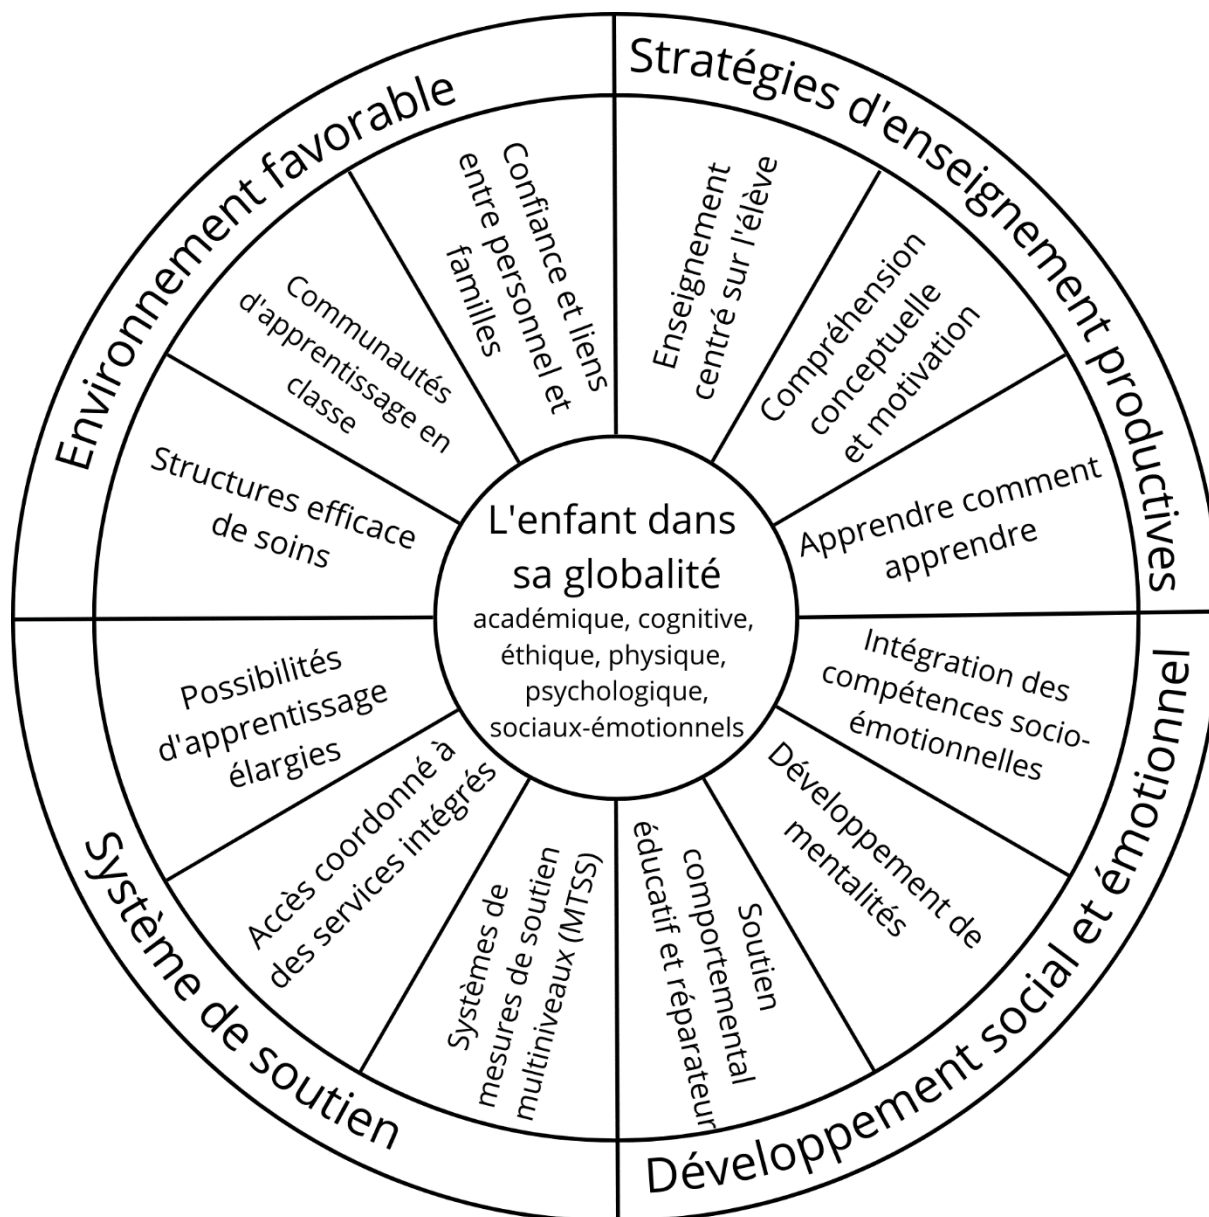 Environnement favorable
Stratégies d'enseignement productives
Développement social et émotionnel
Système de soutien
Confiance et liens
entre personnel et
familles
Communautés
d'apprentissage en
classe
Structures efficace
de soins
Enseignement
centré sur l'élève
Compréhension
conceptuelle
et motivation
Apprendre comment
apprendre
Intégration des
compétences socio-
émotionnelles
Développement de
mentalités
Soutien
comportemental
éducatif et réparateur
Systèmes de
mesures de soutien
multiniveaux (MTSS)
Accès coordonné à
des services intégrés
Possibilités
d'apprentissage
élargies
L'enfant dans
sa globalité
académique, cognitive,
éthique, physique,
psychologique,
sociaux-émotionnels